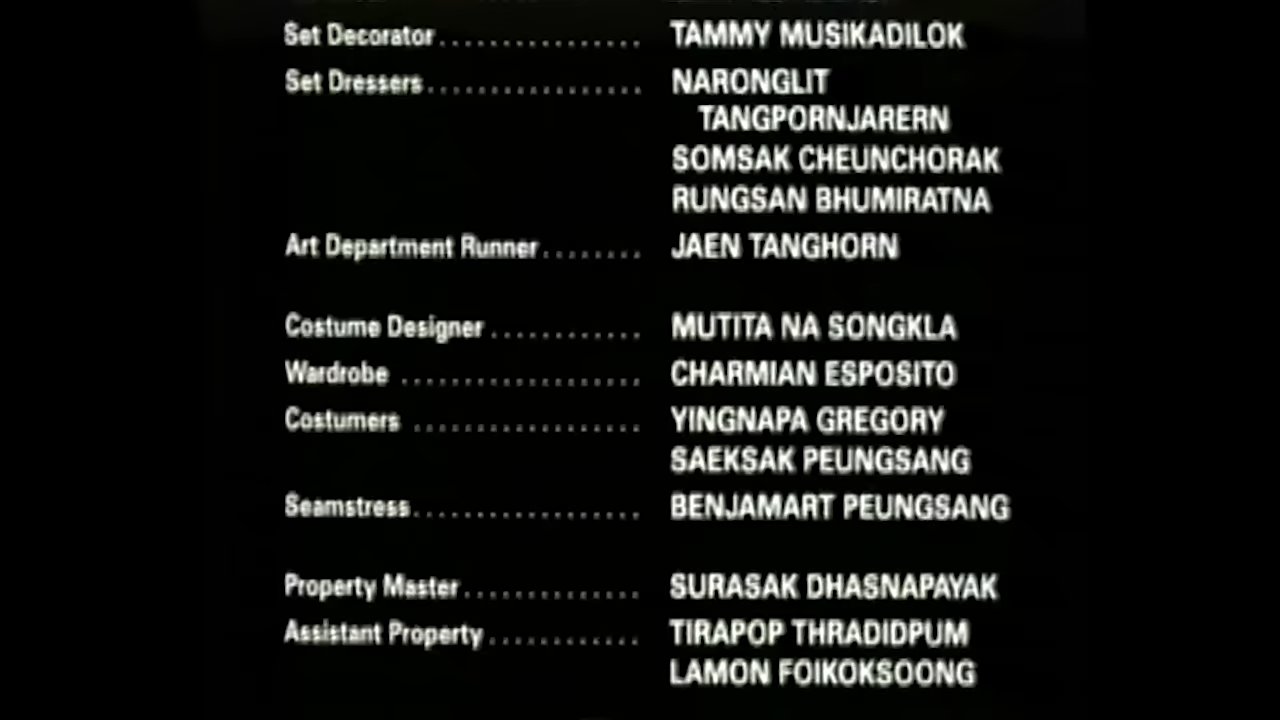 Set Decorator................ TAMMY MUSIKADILOK
Set Dressers................. NARONGLIT
TANGPORNJARERN
SOMSAK CHEUNCHORAK
RUNGSAN BHUMIRATNA
Art Department Runner........ JAEN TANGHORN
Costume Designer ............ MUTITA NA SONGKLA
Wardrobe ................... CHARMIAN ESPOSITO
Costumers .................. YINGNAPA GREGORY
SAEKSAK PEUNGSANG
Seamstress.................. BENJAMART PEUNGSANG
Property Master.............. SURASAK DHASNAPAYAK
Assistant Property ............ TIRAPOP THRADIDPUM
LAMON FOIKOKSOONG